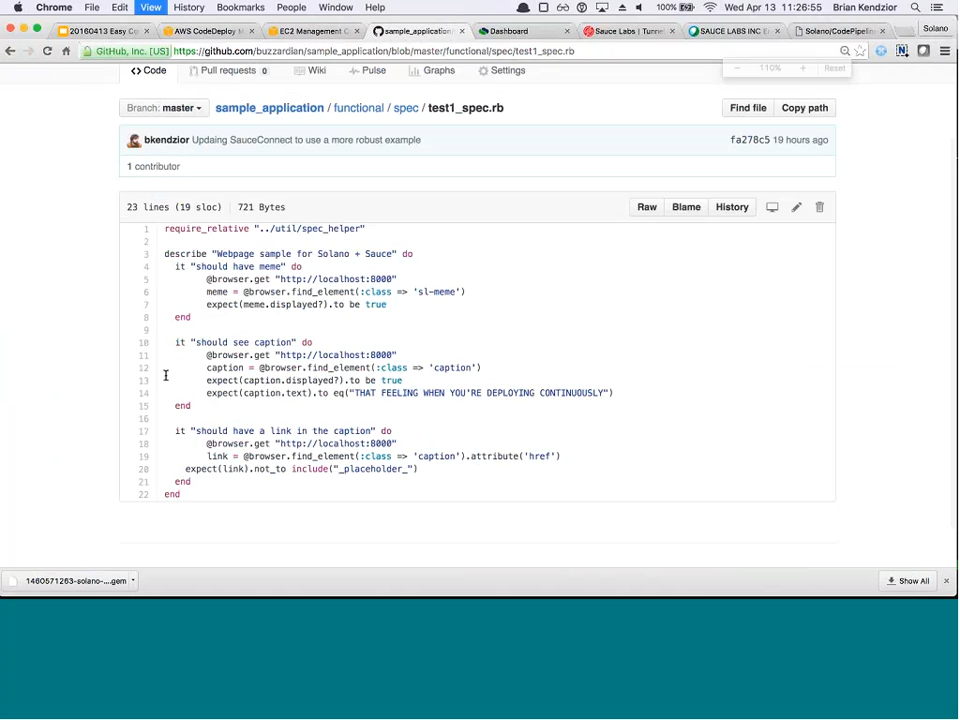 Chrome File Edit View History Bookmarks People Window Help 100% Wed Apr 13 11:26:55 Brian Kendzior
20160413 Easy Co AWS CodeDeploy M EC2 Management C sample_application/ Dashboard Sauce Labs | Tunnel SAUCE LABS INC E Solano/CodePipelin Solano
GitHub, Inc. [US] https://github.com/buzzardian/sample_application/blob/master/functional/spec/test1_spec.rb
Code Pull requests 0 Wiki Pulse Graphs Settings
− 110% + Reset
Branch: master sample_application / functional / spec / test1_spec.rb Find file Copy path
bkendzior Updaing SauceConnect to use a more robust example fa278c5 19 hours ago
1 contributor
23 lines (19 sloc) 721 Bytes Raw Blame History
1 require_relative "../util/spec_helper"
2
3 describe "Webpage sample for Solano + Sauce" do
4 it "should have meme" do
5 @browser.get "http://localhost:8000"
6 meme = @browser.find_element(:class => 'sl-meme')
7 expect(meme.displayed?).to be true
8 end
9
10 it "should see caption" do
11 @browser.get "http://localhost:8000"
12 caption = @browser.find_element(:class => 'caption')
13 expect(caption.displayed?).to be true
14 expect(caption.text).to eq("THAT FEELING WHEN YOU'RE DEPLOYING CONTINUOUSLY")
15 end
16
17 it "should have a link in the caption" do
18 @browser.get "http://localhost:8000"
19 link = @browser.find_element(:class => 'caption').attribute('href')
20 expect(link).not_to include("_placeholder_")
21 end
22 end
1460571263-solano-....gem Show All